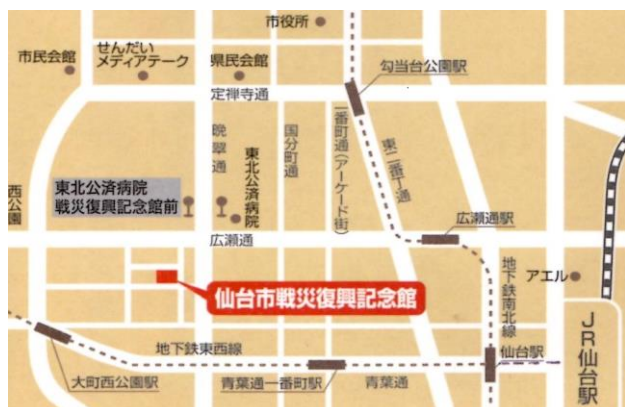 市役所
市民会館
せんだい
メディアテーク
県民会館
勾当台公園駅
定禅寺通
晩翠通
国分町通
一番町通(アーケード街)
東二番丁通
東北公済病院
西公園
東北公済病院
戦災復興記念館前
広瀬通
広瀬通駅
地下鉄南北線
アエル
仙台市戦災復興記念館
JR仙台駅
地下鉄東西線
仙台駅
大町西公園駅
青葉通一番町駅
青葉通